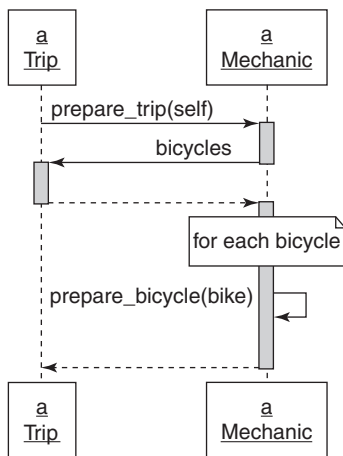 a
Trip
a
Mechanic
prepare_trip(self)
bicycles
for each bicycle
prepare_bicycle(bike)
a
Trip
a
Mechanic